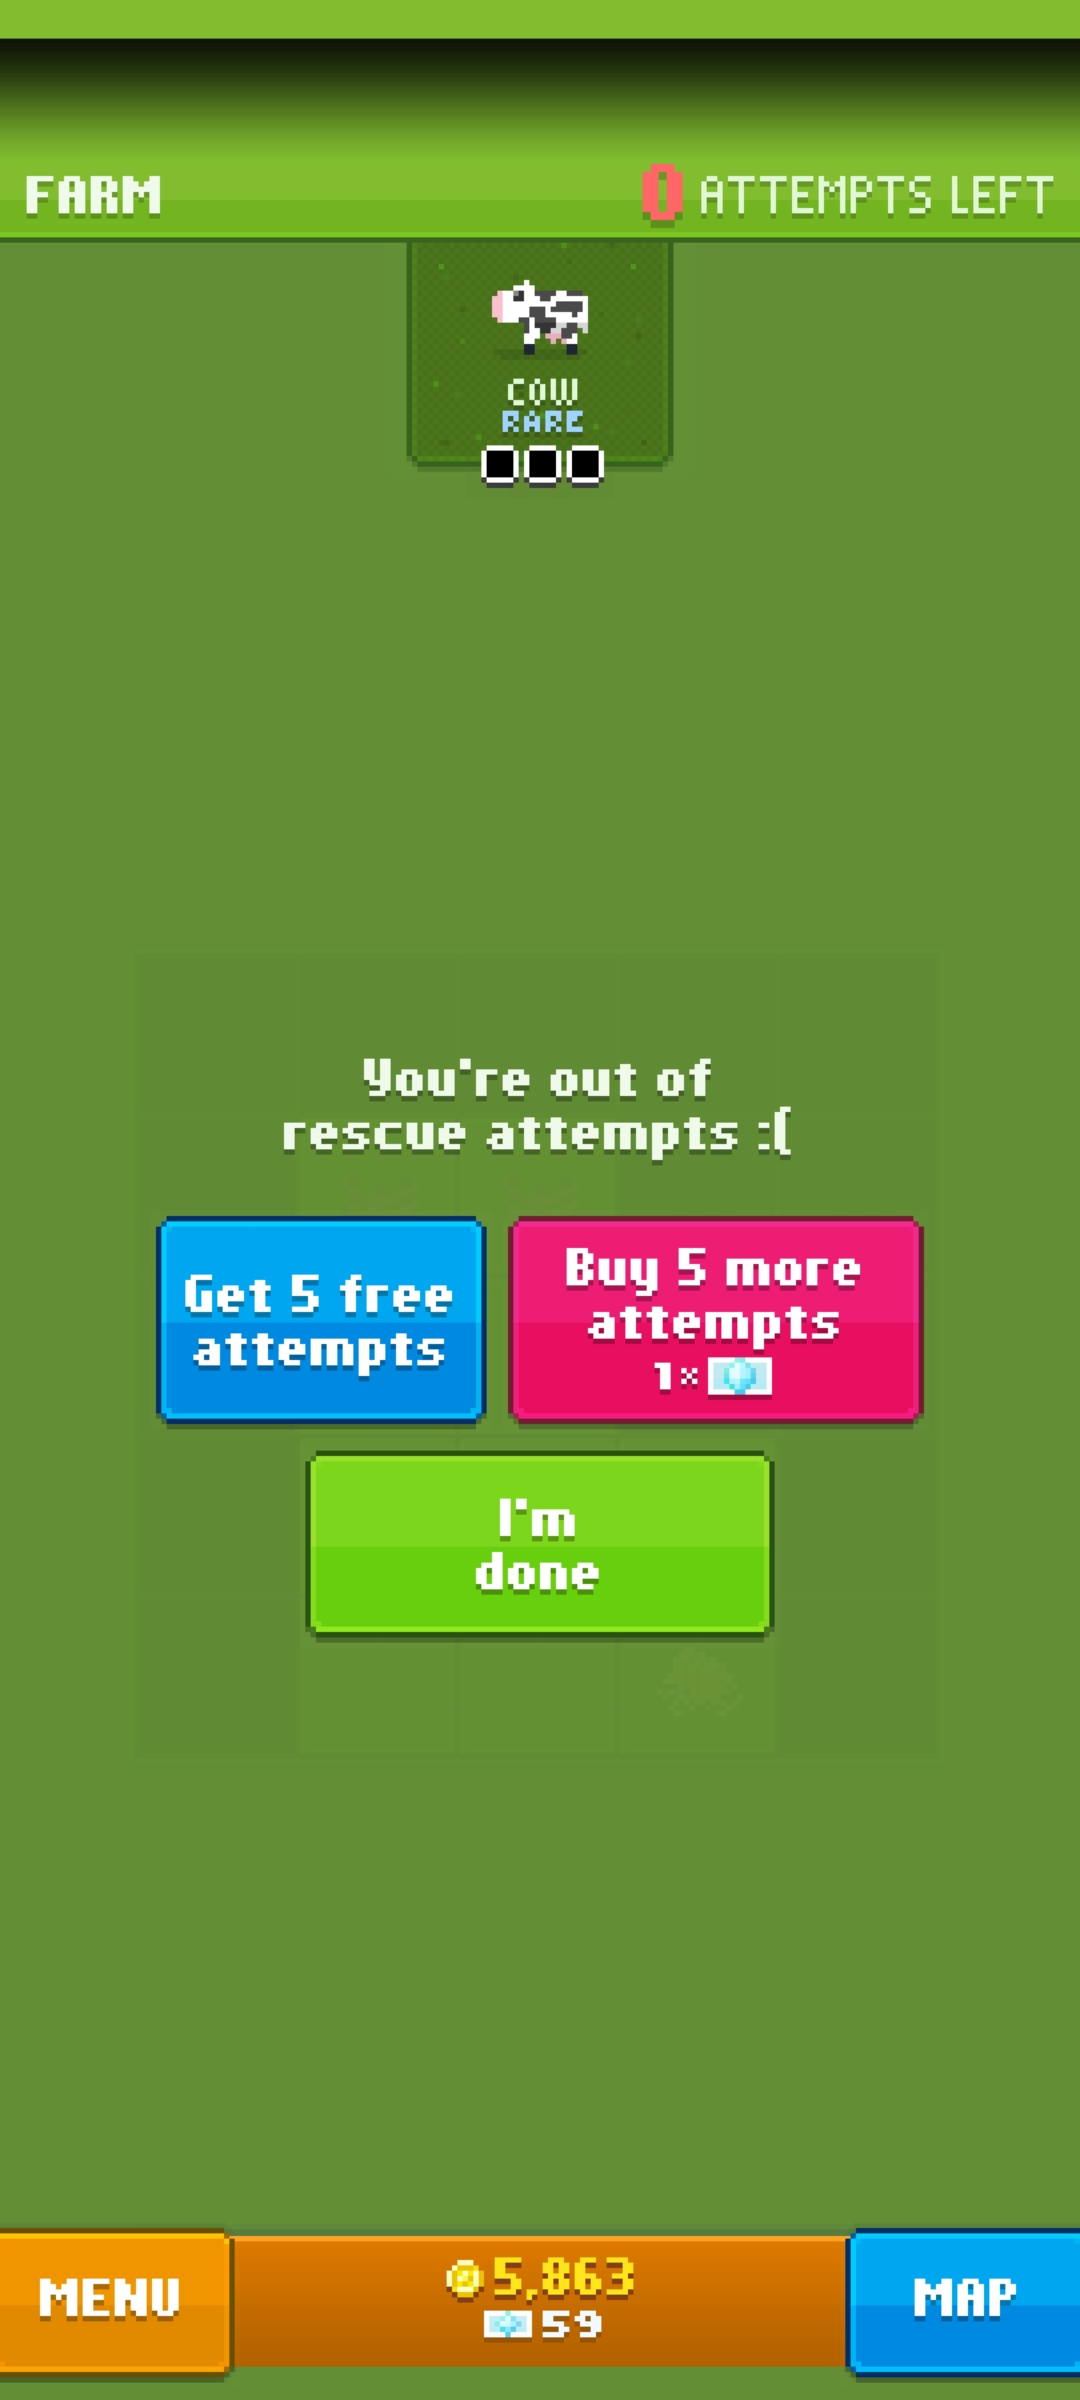 FARM
0 ATTEMPTS LEFT
COW
RARE
You're out of
rescue attempts :(
Get 5 free
attempts
Buy 5 more
attempts
1×
I'm
done
MENU
5,863
59
MAP